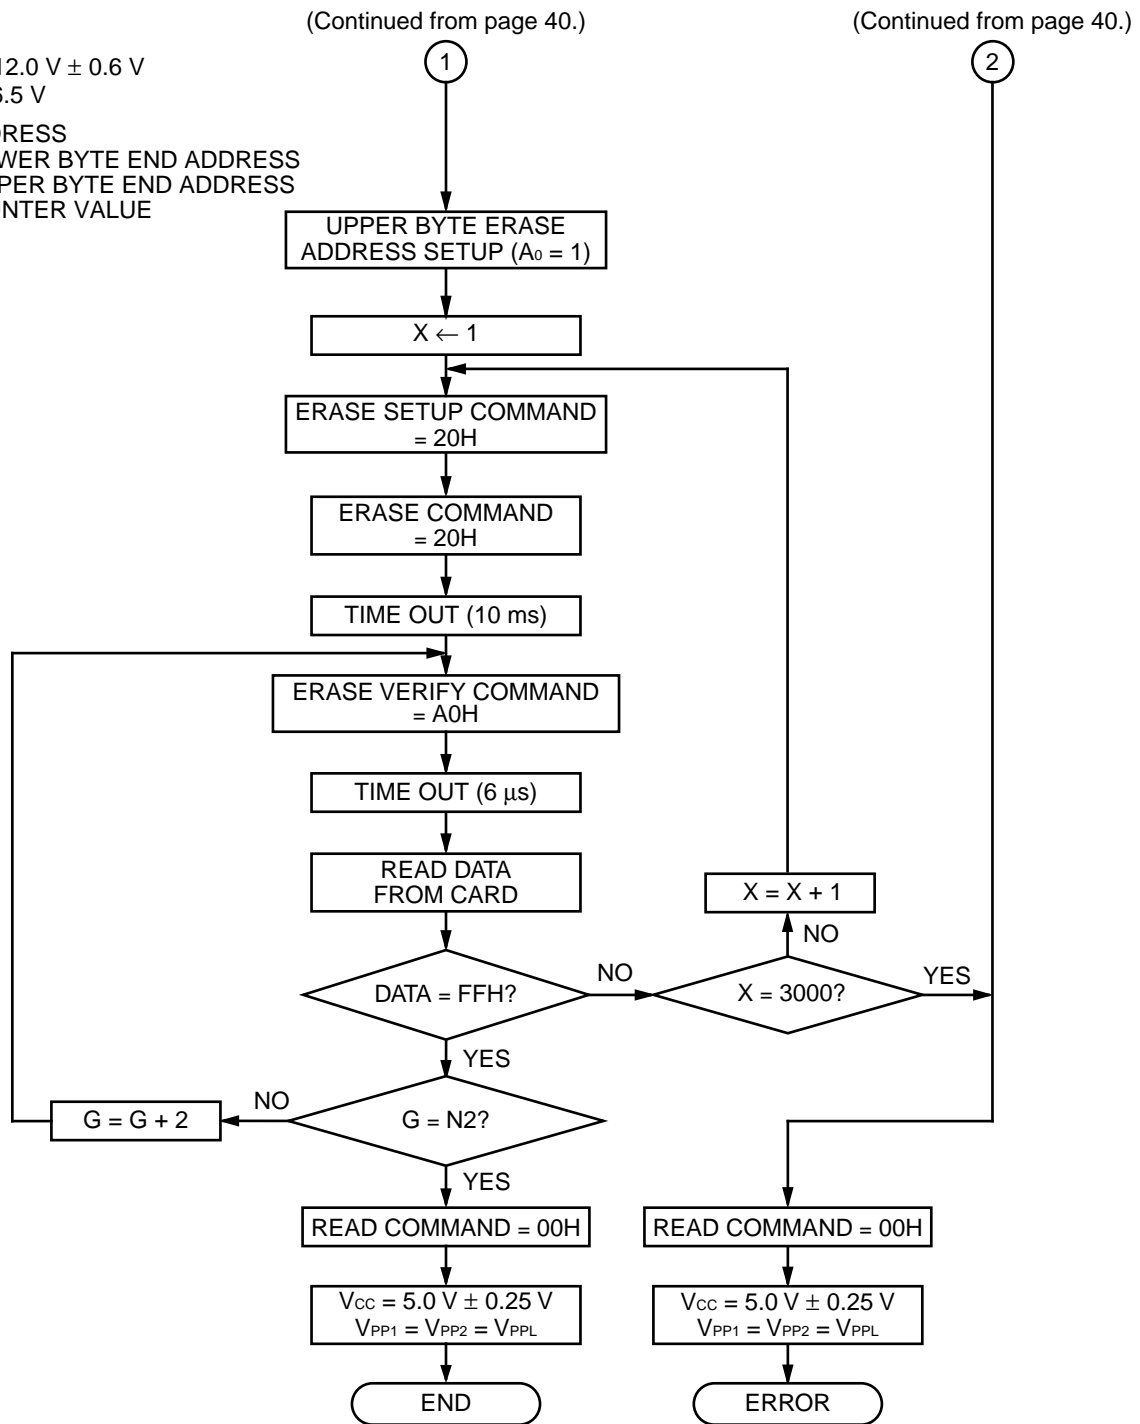 (Continued from page 40.)
(Continued from page 40.)
1
2
12.0 V ± 0.6 V
6.5 V
DRESS
WER BYTE END ADDRESS
PER BYTE END ADDRESS
UNTER VALUE
UPPER BYTE ERASE
ADDRESS SETUP (A0 = 1)
X ← 1
ERASE SETUP COMMAND
= 20H
ERASE COMMAND
= 20H
TIME OUT (10 ms)
ERASE VERIFY COMMAND
= A0H
TIME OUT (6 μs)
READ DATA
FROM CARD
X = X + 1
NO
DATA = FFH?
NO
X = 3000?
YES
YES
G = G + 2
NO
G = N2?
YES
READ COMMAND = 00H
READ COMMAND = 00H
VCC = 5.0 V ± 0.25 V
VPP1 = VPP2 = VPPL
VCC = 5.0 V ± 0.25 V
VPP1 = VPP2 = VPPL
END
ERROR